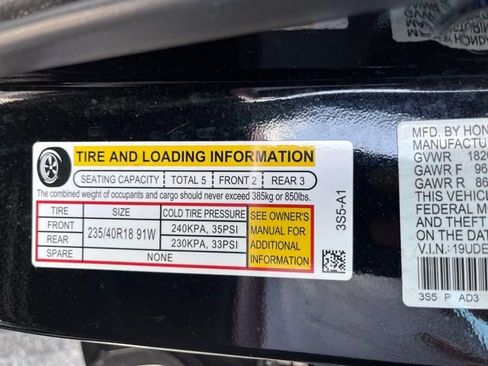 TIRE AND LOADING INFORMATION
SEATING CAPACITY TOTAL 5 FRONT 2 REAR 3
The combined weight of occupants and cargo should never exceed 385kg or 850lbs.
TIRE SIZE COLD TIRE PRESSURE
FRONT 235/40R18 91W 240KPA, 35PSI
REAR 230KPA, 33PSI
SPARE NONE
SEE OWNER'S
MANUAL FOR
ADDITIONAL
INFORMATION
3S5-A1
MFD. BY HON
MANUFACTU
GVWR 182
GAWR F 96
GAWR R 86
THIS VEHICL
FEDERAL M
AND THEFT
ON THE DAT
V.I.N.: 19UDE
3S5 P AD3